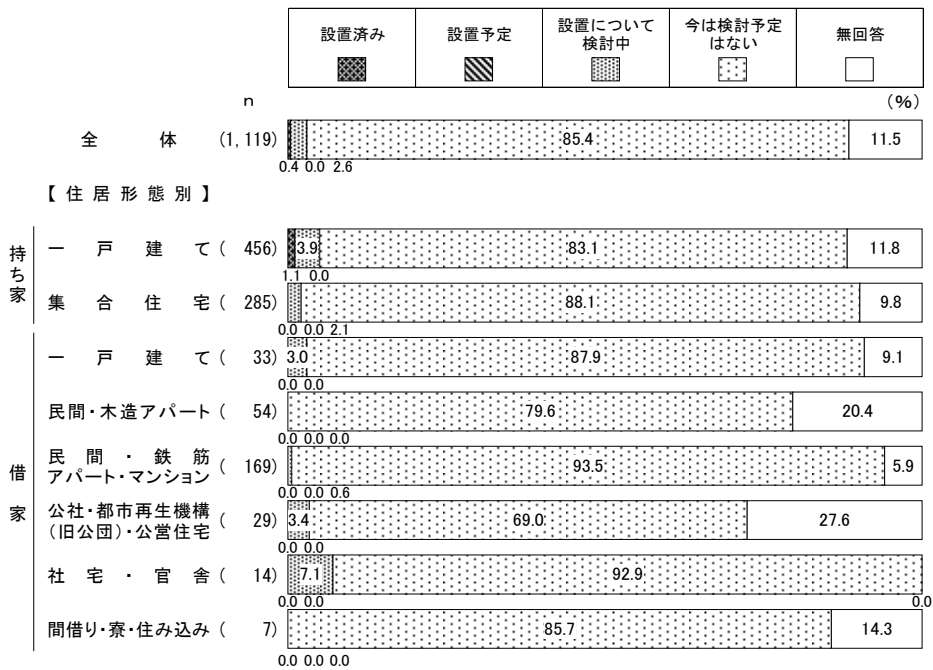 設置済み 設置予定 設置について 今は検討予定 無回答
検討中 はない
n (%)
全体 (1,119) 85.4 11.5
0.4 0.0 2.6
【住居形態別】
持ち家
一戸建て ( 456) 3.9 83.1 11.8
1.1 0.0
集合住宅 ( 285) 88.1 9.8
0.0 0.0 2.1
借家
一戸建て ( 33) 3.0 87.9 9.1
0.0 0.0
民間・木造アパート ( 54) 79.6 20.4
0.0 0.0 0.0
民間・鉄筋
アパート・マンション ( 169) 93.5 5.9
0.0 0.0 0.6
公社・都市再生機構
(旧公団)・公営住宅 ( 29) 3.4 69.0 27.6
0.0 0.0
社宅・官舎 ( 14) 7.1 92.9
0.0 0.0 0.0
間借り・寮・住み込み ( 7) 85.7 14.3
0.0 0.0 0.0